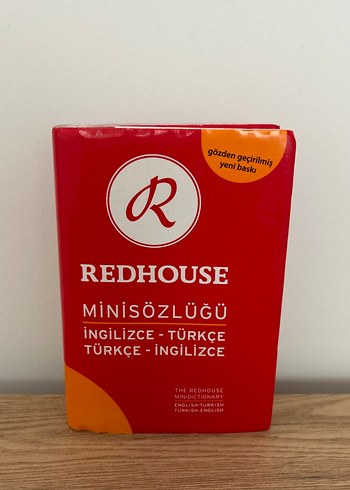 gözden geçirilmiş
yeni baskı
R
REDHOUSE
MİNİSÖZLÜĞÜ
İNGİLİZCE - TÜRKÇE
TÜRKÇE - İNGİLİZCE
THE REDHOUSE
MINIDICTIONARY
ENGLISH-TURKISH
TURKISH-ENGLISH